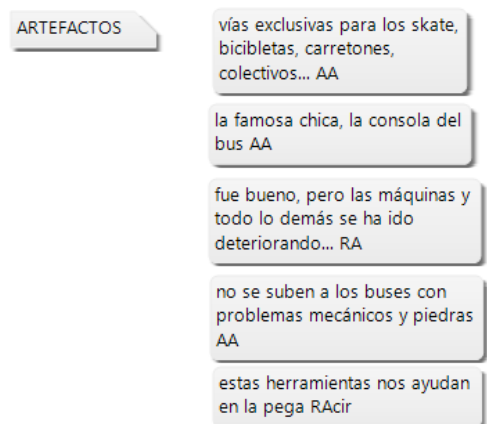 ARTEFACTOS
vías exclusivas para los skate,
bicibletas, carretones,
colectivos... AA
la famosa chica, la consola del
bus AA
fue bueno, pero las máquinas y
todo lo demás se ha ido
deteriorando... RA
no se suben a los buses con
problemas mecánicos y piedras
AA
estas herramientas nos ayudan
en la pega RAcir